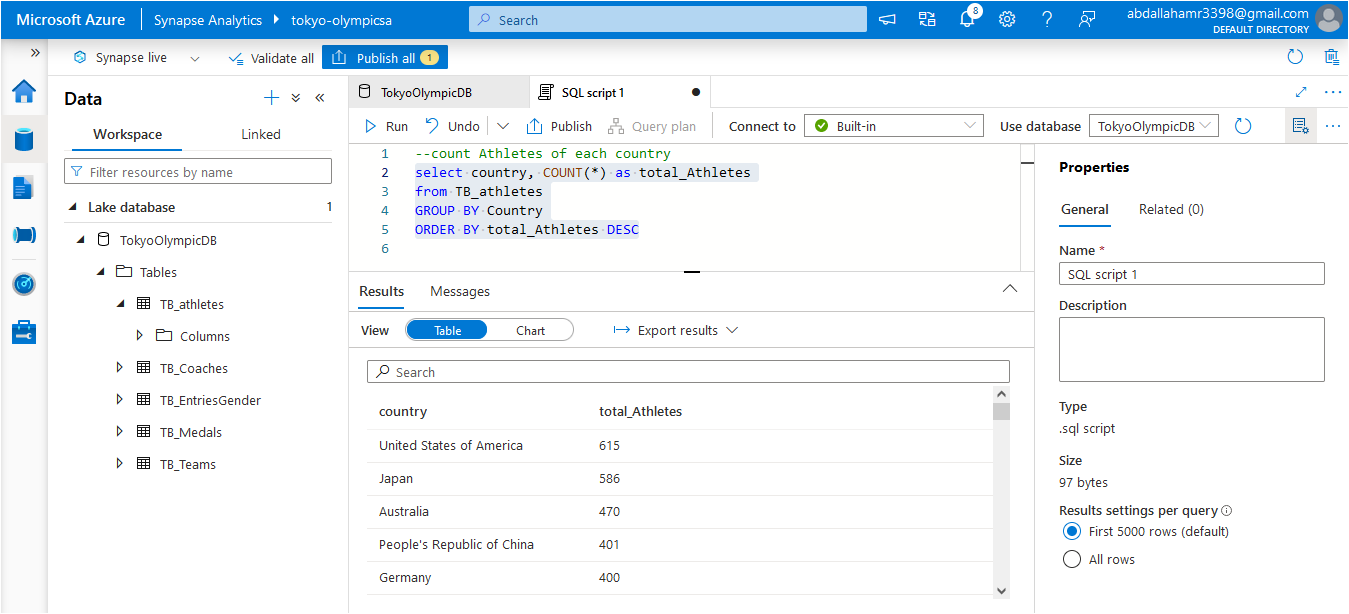 Microsoft Azure
Synapse Analytics
tokyo-olympicsa
Search
8
abdallahamr3398@gmail.com
DEFAULT DIRECTORY
Synapse live
Validate all
Publish all
1
Data
Workspace
Linked
Filter resources by name
Lake database
1
TokyoOlympicDB
Tables
TB_athletes
Columns
TB_Coaches
TB_EntriesGender
TB_Medals
TB_Teams
TokyoOlympicDB
SQL script 1
Run
Undo
Publish
Query plan
Connect to
Built-in
Use database
TokyoOlympicDB
1 --count Athletes of each country
2 select country, COUNT(*) as total_Athletes
3 from TB_athletes
4 GROUP BY Country
5 ORDER BY total_Athletes DESC
6
Results
Messages
View
Table
Chart
Export results
Search
country total_Athletes
United States of America 615
Japan 586
Australia 470
People's Republic of China 401
Germany 400
Properties
General
Related (0)
Name *
SQL script 1
Description
Type
.sql script
Size
97 bytes
Results settings per query
First 5000 rows (default)
All rows